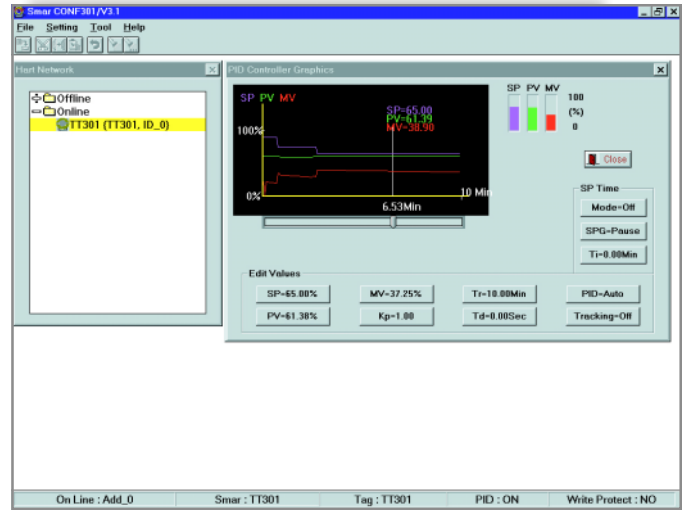 Smar CONF301/V3.1
File Setting Tool Help
Hart Network
PID Controller Graphics
Offline
Online
TT301 (TT301, ID_0)
SP PV MV
SP=65.00
PV=61.39
MV=38.90
100%
0%
10 Min
6.53Min
SP PV MV
100
(%)
0
Close
SP Time
Mode=Off
SPG=Pause
Ti=0.00Min
Edit Values
SP=65.00% MV=37.25% Tr=10.00Min PID=Auto
PV=61.38% Kp=1.00 Td=0.00Sec Tracking=Off
On Line : Add_0 Smar : TT301 Tag : TT301 PID : ON Write Protect : NO